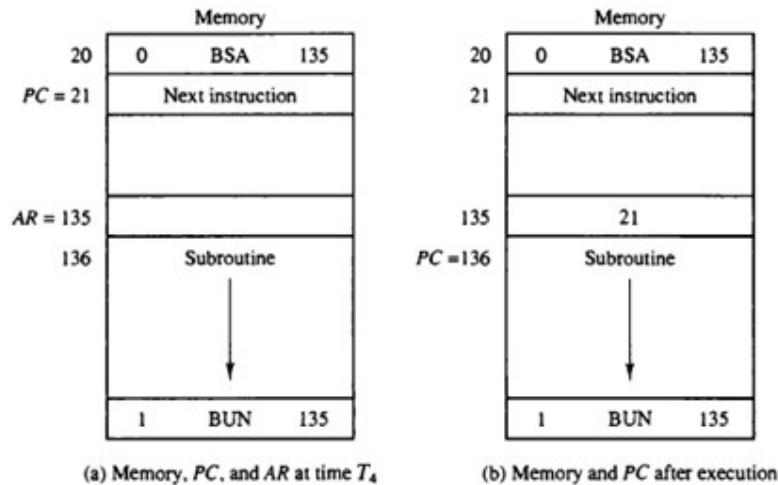 Memory
20 0 BSA 135
PC = 21 Next instruction
AR = 135
136 Subroutine
1 BUN 135
(a) Memory, PC, and AR at time T4
Memory
20 0 BSA 135
21 Next instruction
135 21
PC =136 Subroutine
1 BUN 135
(b) Memory and PC after execution